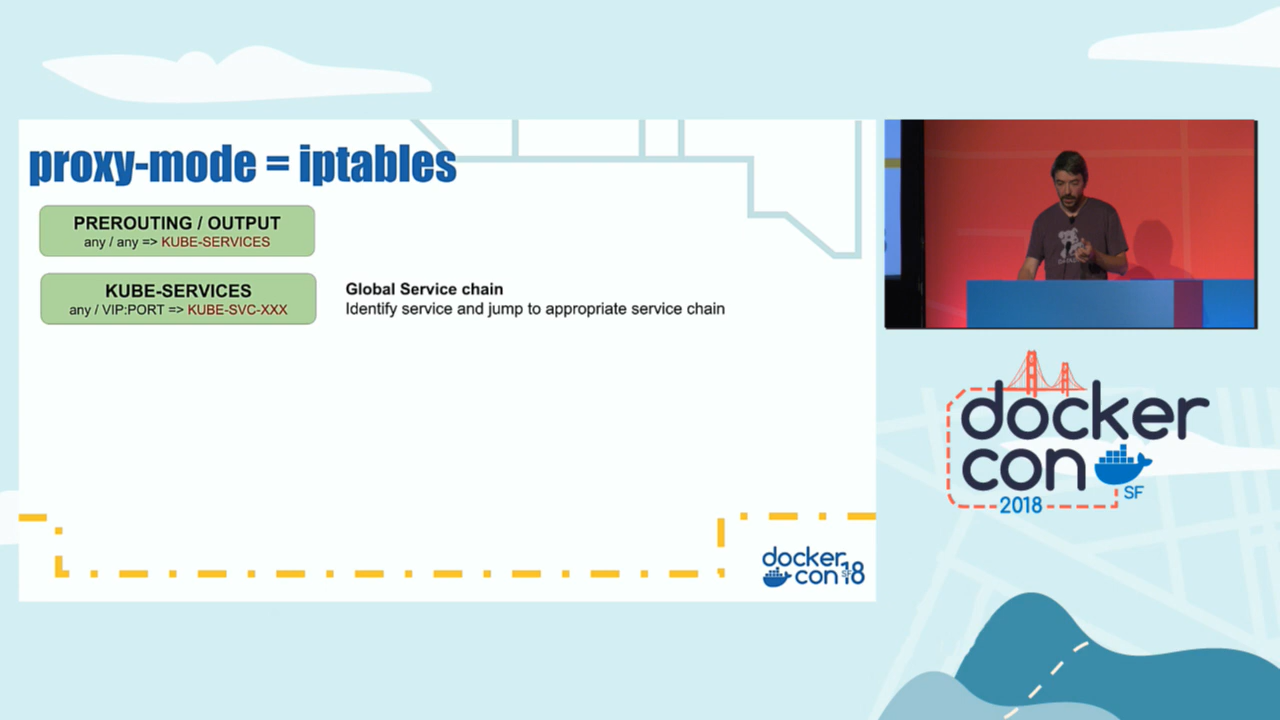 proxy-mode = iptables
PREROUTING / OUTPUT
any / any => KUBE-SERVICES
KUBE-SERVICES
any / VIP:PORT => KUBE-SVC-XXX
Global Service chain
Identify service and jump to appropriate service chain
docker
con 18
SF
docker
con
SF
2018